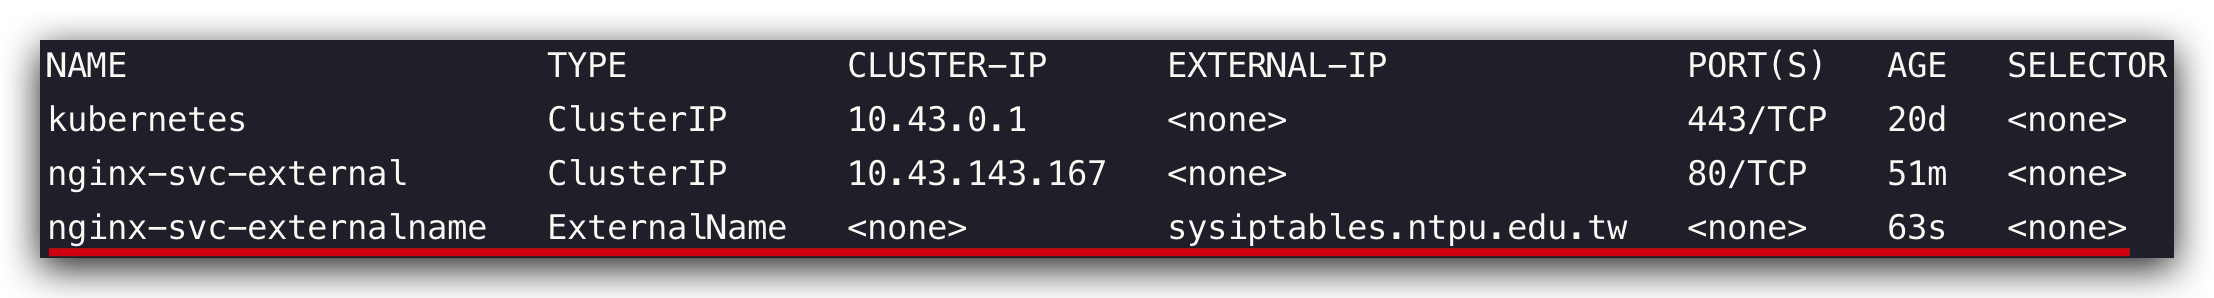 NAME TYPE CLUSTER-IP EXTERNAL-IP PORT(S) AGE SELECTOR
kubernetes ClusterIP 10.43.0.1 <none> 443/TCP 20d <none>
nginx-svc-external ClusterIP 10.43.143.167 <none> 80/TCP 51m <none>
nginx-svc-externalname ExternalName <none> sysiptables.ntpu.edu.tw <none> 63s <none>